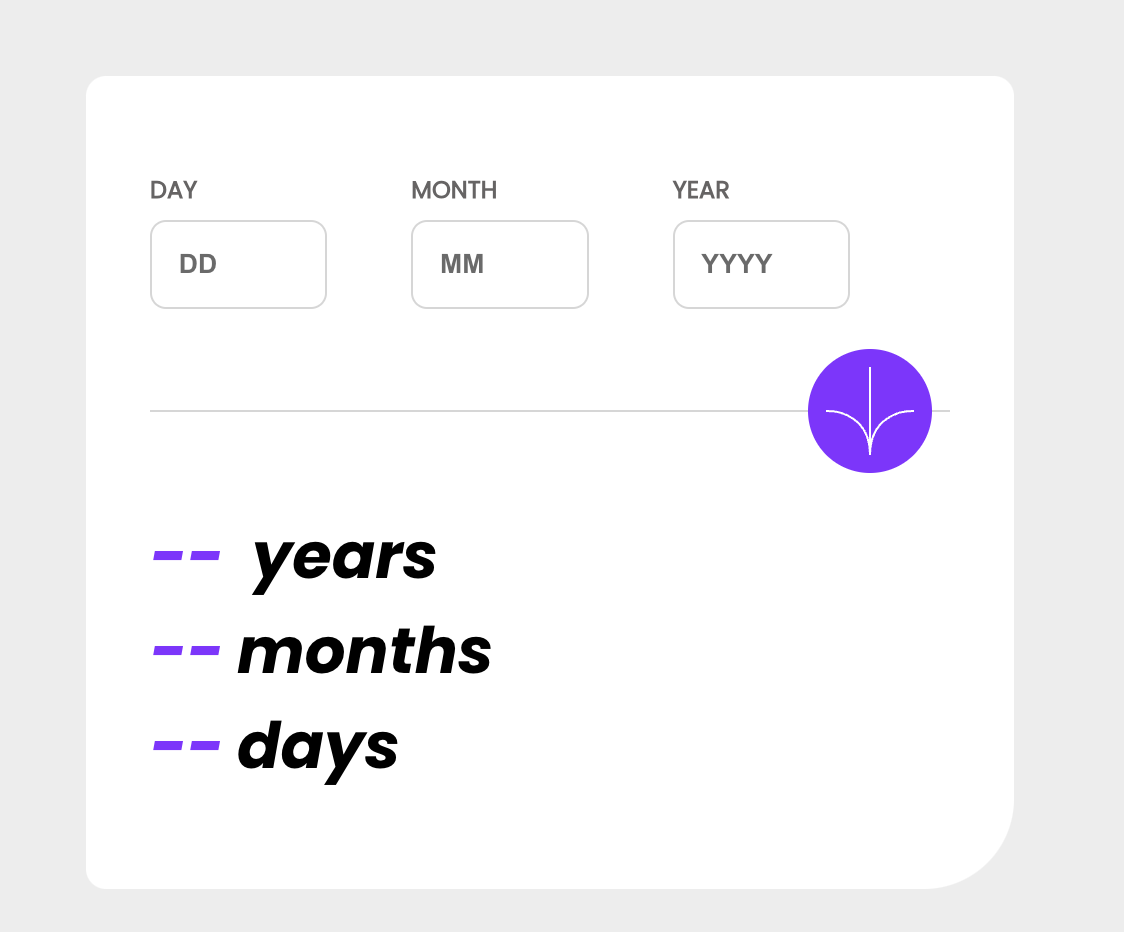 DAY MONTH YEAR
DD MM YYYY
-- years
-- months
-- days